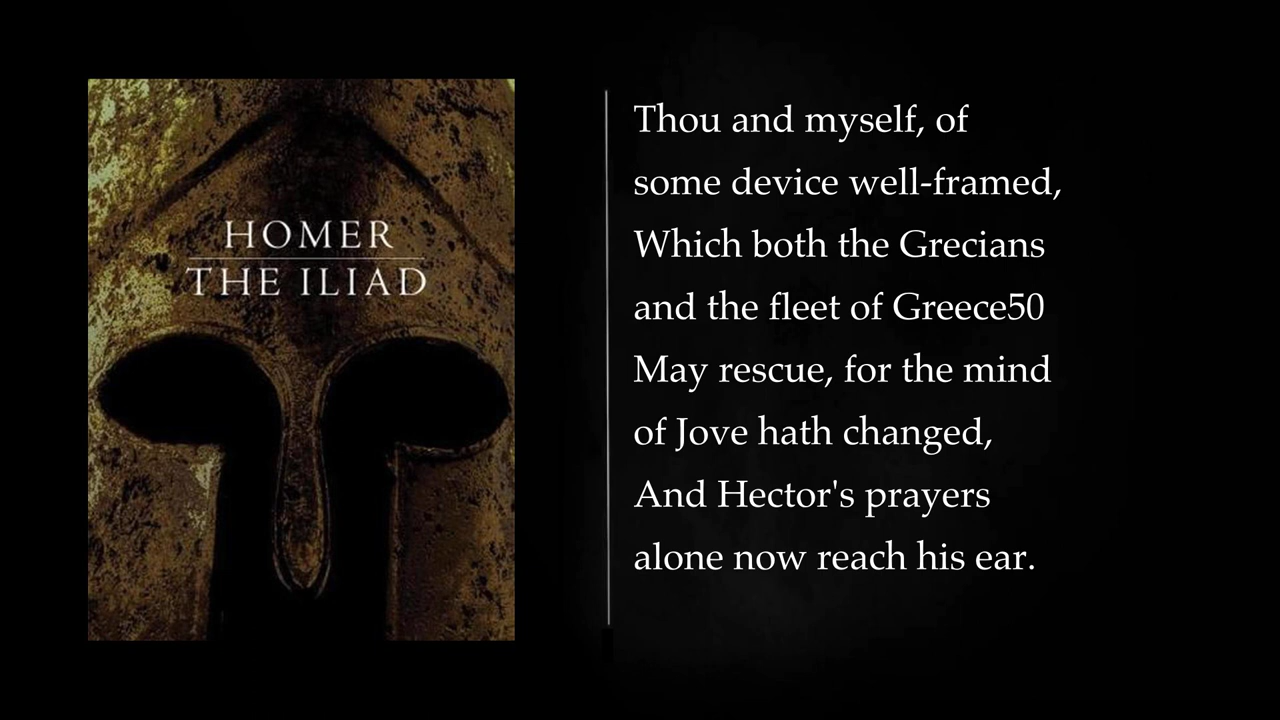 HOMER
THE ILIAD
Thou and myself, of
some device well-framed,
Which both the Grecians
and the fleet of Greece50
May rescue, for the mind
of Jove hath changed,
And Hector's prayers
alone now reach his ear.